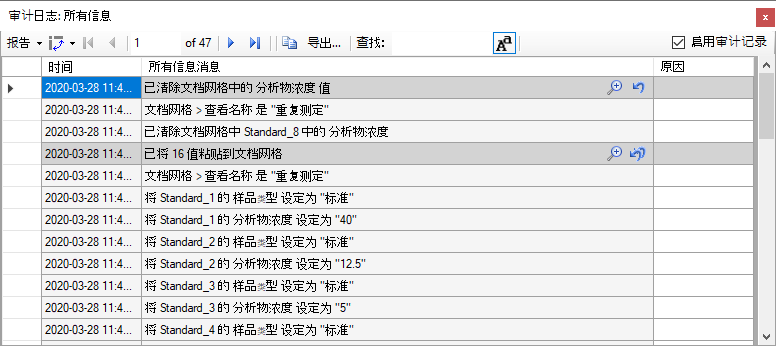 审计日志: 所有信息
报告 1 of 47 导出... 查找: Aa 启用审计记录
时间 所有信息消息 原因
2020-03-28 11:4... 已清除文档网格中的 分析物浓度 值
2020-03-28 11:4... 文档网格 > 查看名称 是 "重复测定"
2020-03-28 11:4... 已清除文档网格中 Standard_8 中的 分析物浓度
2020-03-28 11:4... 已将 16 值粘贴到文档网格
2020-03-28 11:4... 文档网格 > 查看名称 是 "重复测定"
2020-03-28 11:4... 将 Standard_1 的 样品类型 设定为 "标准"
2020-03-28 11:4... 将 Standard_1 的 分析物浓度 设定为 "40"
2020-03-28 11:4... 将 Standard_2 的 样品类型 设定为 "标准"
2020-03-28 11:4... 将 Standard_2 的 分析物浓度 设定为 "12.5"
2020-03-28 11:4... 将 Standard_3 的 样品类型 设定为 "标准"
2020-03-28 11:4... 将 Standard_3 的 分析物浓度 设定为 "5"
2020-03-28 11:4... 将 Standard_4 的 样品类型 设定为 "标准"